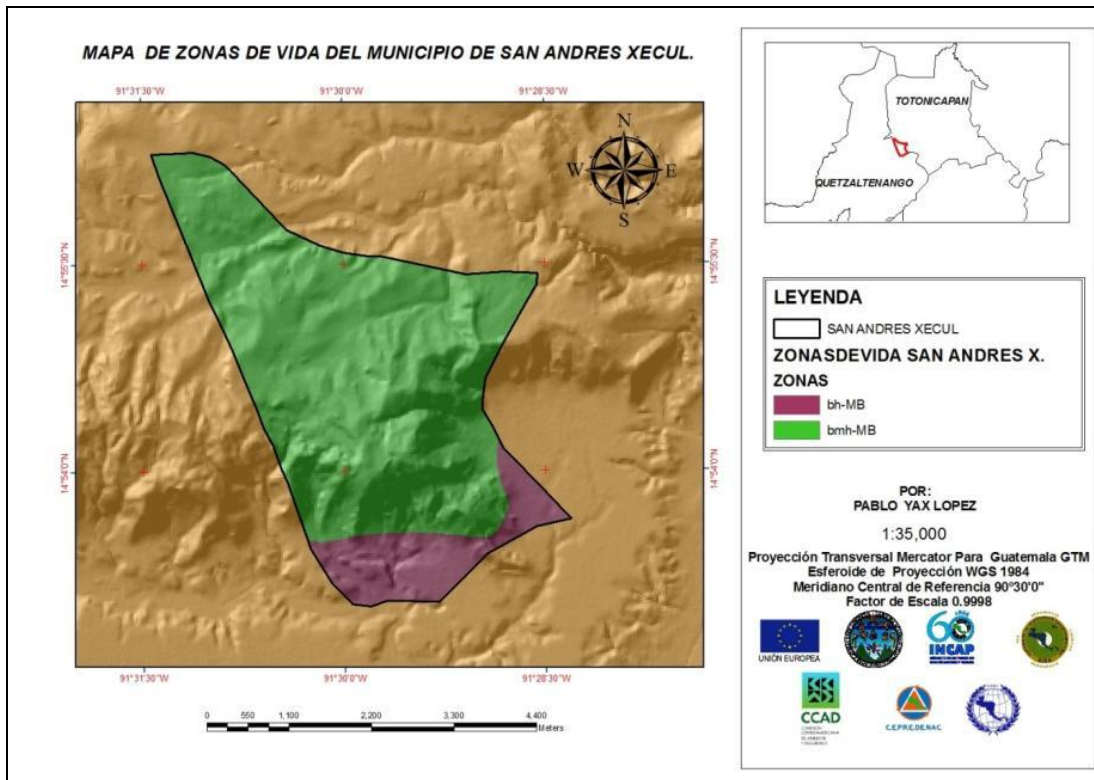 MAPA DE ZONAS DE VIDA DEL MUNICIPIO DE SAN ANDRES XECUL.
91°31'30"W 91°30'0"W 91°28'30"W
N
W E
S
14°55'30"N 14°55'30"N
14°54'0"N 14°54'0"N
91°31'30"W 91°30'0"W 91°28'30"W
0 550 1,100 2,200 3,300 4,400
Meters
TOTONICAPAN
QUETZALTENANGO
LEYENDA
SAN ANDRES XECUL
ZONASDEVIDA SAN ANDRES X.
ZONAS
bh-MB
bmh-MB
POR:
PABLO YAX LOPEZ
1:35,000
Proyección Transversal Mercator Para Guatemala GTM
Esferoide de Proyección WGS 1984
Meridiano Central de Referencia 90°30'0"
Factor de Escala 0.9998
UNIÓN EUROPEA
60
INCAP
CCAD
CEPREDENAC